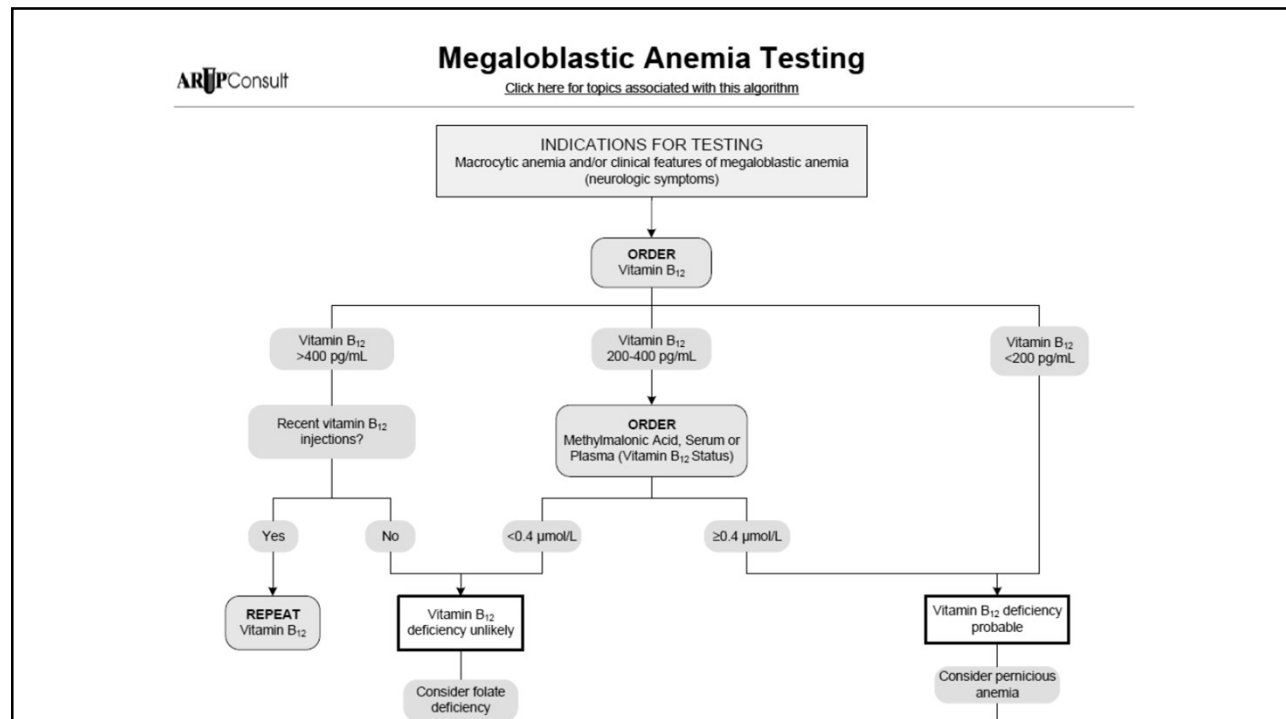 ARUPConsult
Megaloblastic Anemia Testing
Click here for topics associated with this algorithm
INDICATIONS FOR TESTING
Macrocytic anemia and/or clinical features of megaloblastic anemia
(neurologic symptoms)
ORDER
Vitamin B₁₂
Vitamin B₁₂
>400 pg/mL
Vitamin B₁₂
200-400 pg/mL
Vitamin B₁₂
<200 pg/mL
Recent vitamin B₁₂
injections?
ORDER
Methylmalonic Acid, Serum or
Plasma (Vitamin B₁₂ Status)
Yes
No
<0.4 µmol/L
≥0.4 µmol/L
REPEAT
Vitamin B₁₂
Vitamin B₁₂
deficiency unlikely
Vitamin B₁₂ deficiency
probable
Consider folate
deficiency
Consider pernicious
anemia